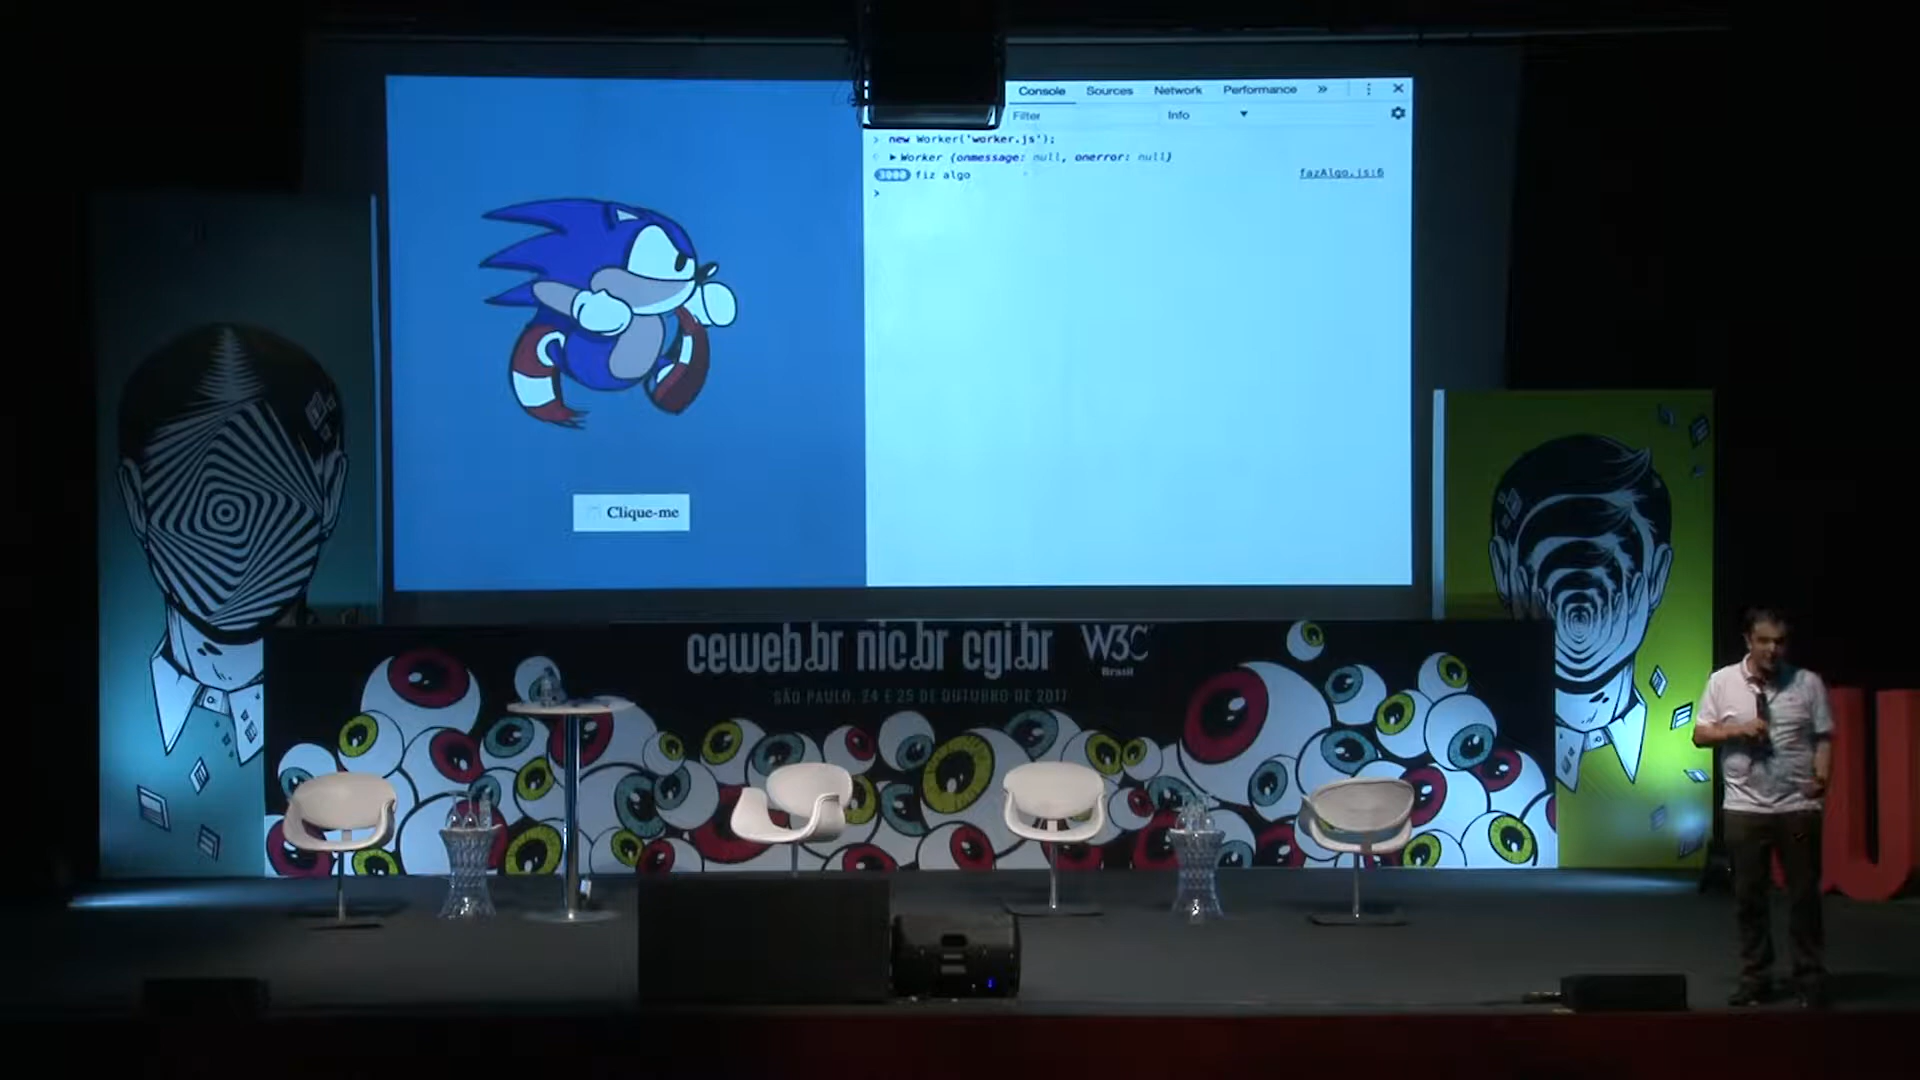 Console Sources Network Performance »
Filter Info
> new Worker('worker.js');
Worker {onmessage: null, onerror: null}
3000 fiz algo fazAlgo.js:6
>
Clique-me
ceweb.br nic.br cgi.br W3C
Brasil
SÃO PAULO, 24 E 25 DE OUTUBRO DE 2017